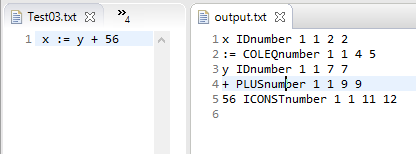 Test03.txt
»4
output.txt
1 x := y + 56
1 x IDnumber 1 1 2 2
2 := COLEQnumber 1 1 4 5
3 y IDnumber 1 1 7 7
4 + PLUSnumber 1 1 9 9
5 56 ICONSTnumber 1 1 11 12
6